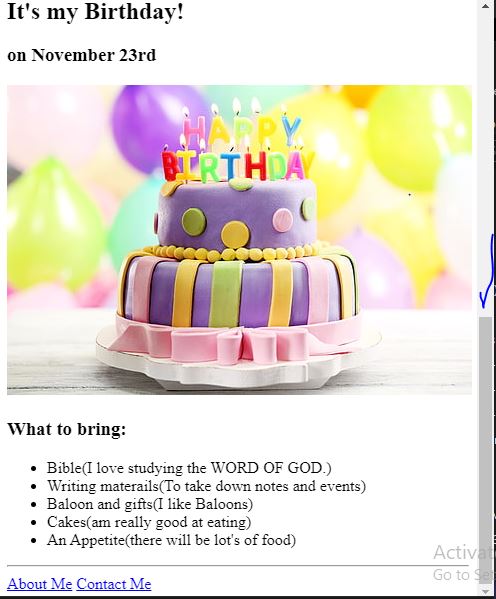 It's my Birthday!
on November 23rd
HAPPY
BIRTHDAY
What to bring:
Bible(I love studying the WORD OF GOD.)
Writing materails(To take down notes and events)
Baloon and gifts(I like Baloons)
Cakes(am really good at eating)
An Appetite(there will be lot's of food)
Activat
Go to Set
About Me Contact Me